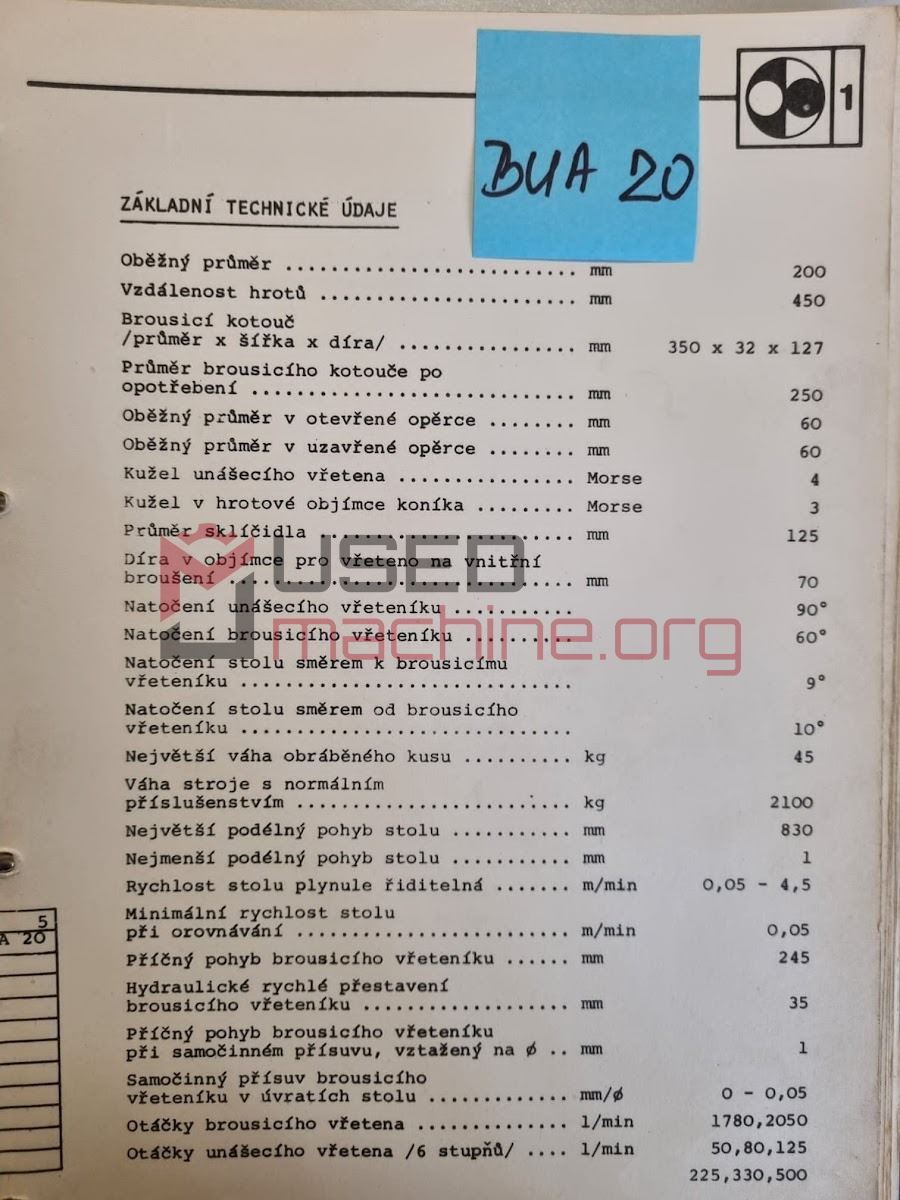 BUA 20
1
ZÁKLADNÍ TECHNICKÉ ÚDAJE
Oběžný průměr ........................... mm 200
Vzdálenost hrotů ........................ mm 450
Brousicí kotouč
/průměr x šířka x díra/ ................. mm 350 x 32 x 127
Průměr brousicího kotouče po
opotřebení .............................. mm 250
Oběžný průměr v otevřené opěrce ........ mm 60
Oběžný průměr v uzavřené opěrce ........ mm 60
Kužel unášecího vřetena ................. Morse 4
Kužel v hrotové objímce koníka ......... Morse 3
Průměr sklíčidla ........................ mm 125
Díra v objímce pro vřeteno na vnitřní
broušení ................................ mm 70
Natočení unášecího vřeteníku ........... 90°
Natočení brousicího vřeteníku .......... 60°
Natočení stolu směrem k brousicímu
vřeteníku ............................... 9°
Natočení stolu směrem od brousicího
vřeteníku ............................... 10°
Největší váha obráběného kusu .......... kg 45
Váha stroje s normálním
příslušenstvím ......................... kg 2100
Největší podélný pohyb stolu ........... mm 830
Nejmenší podélný pohyb stolu ........... mm 1
Rychlost stolu plynule řiditelná ....... m/min 0,05 - 4,5
Minimální rychlost stolu
při orovnávání ......................... m/min 0,05
Příčný pohyb brousicího vřeteníku ...... mm 245
Hydraulické rychlé přestavení
brousicího vřeteníku ................... mm 35
Příčný pohyb brousicího vřeteníku
při samočinném přísuvu, vztažený na ø .. mm 1
Samočinný přísuv brousicího
vřeteníku v úvratích stolu ............. mm/ø 0 - 0,05
Otáčky brousicího vřetena .............. 1/min 1780,2050
Otáčky unášecího vřetena /6 stupňů/ .... 1/min 50,80,125
225,330,500
5
A 20
USED
machine.org